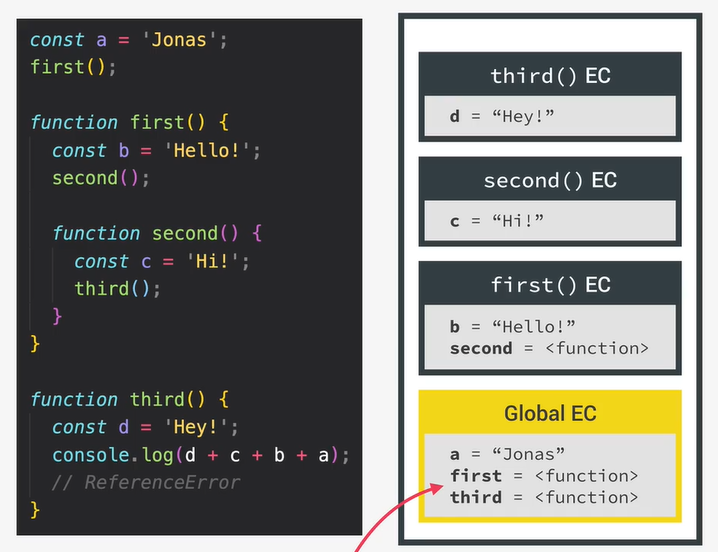 const a = 'Jonas';
first();
function first() {
const b = 'Hello!';
second();
function second() {
const c = 'Hi!';
third();
}
}
function third() {
const d = 'Hey!';
console.log(d + c + b + a);
// ReferenceError
}
third() EC
d = “Hey!”
second() EC
c = “Hi!”
first() EC
b = “Hello!”
second = <function>
Global EC
a = “Jonas”
first = <function>
third = <function>